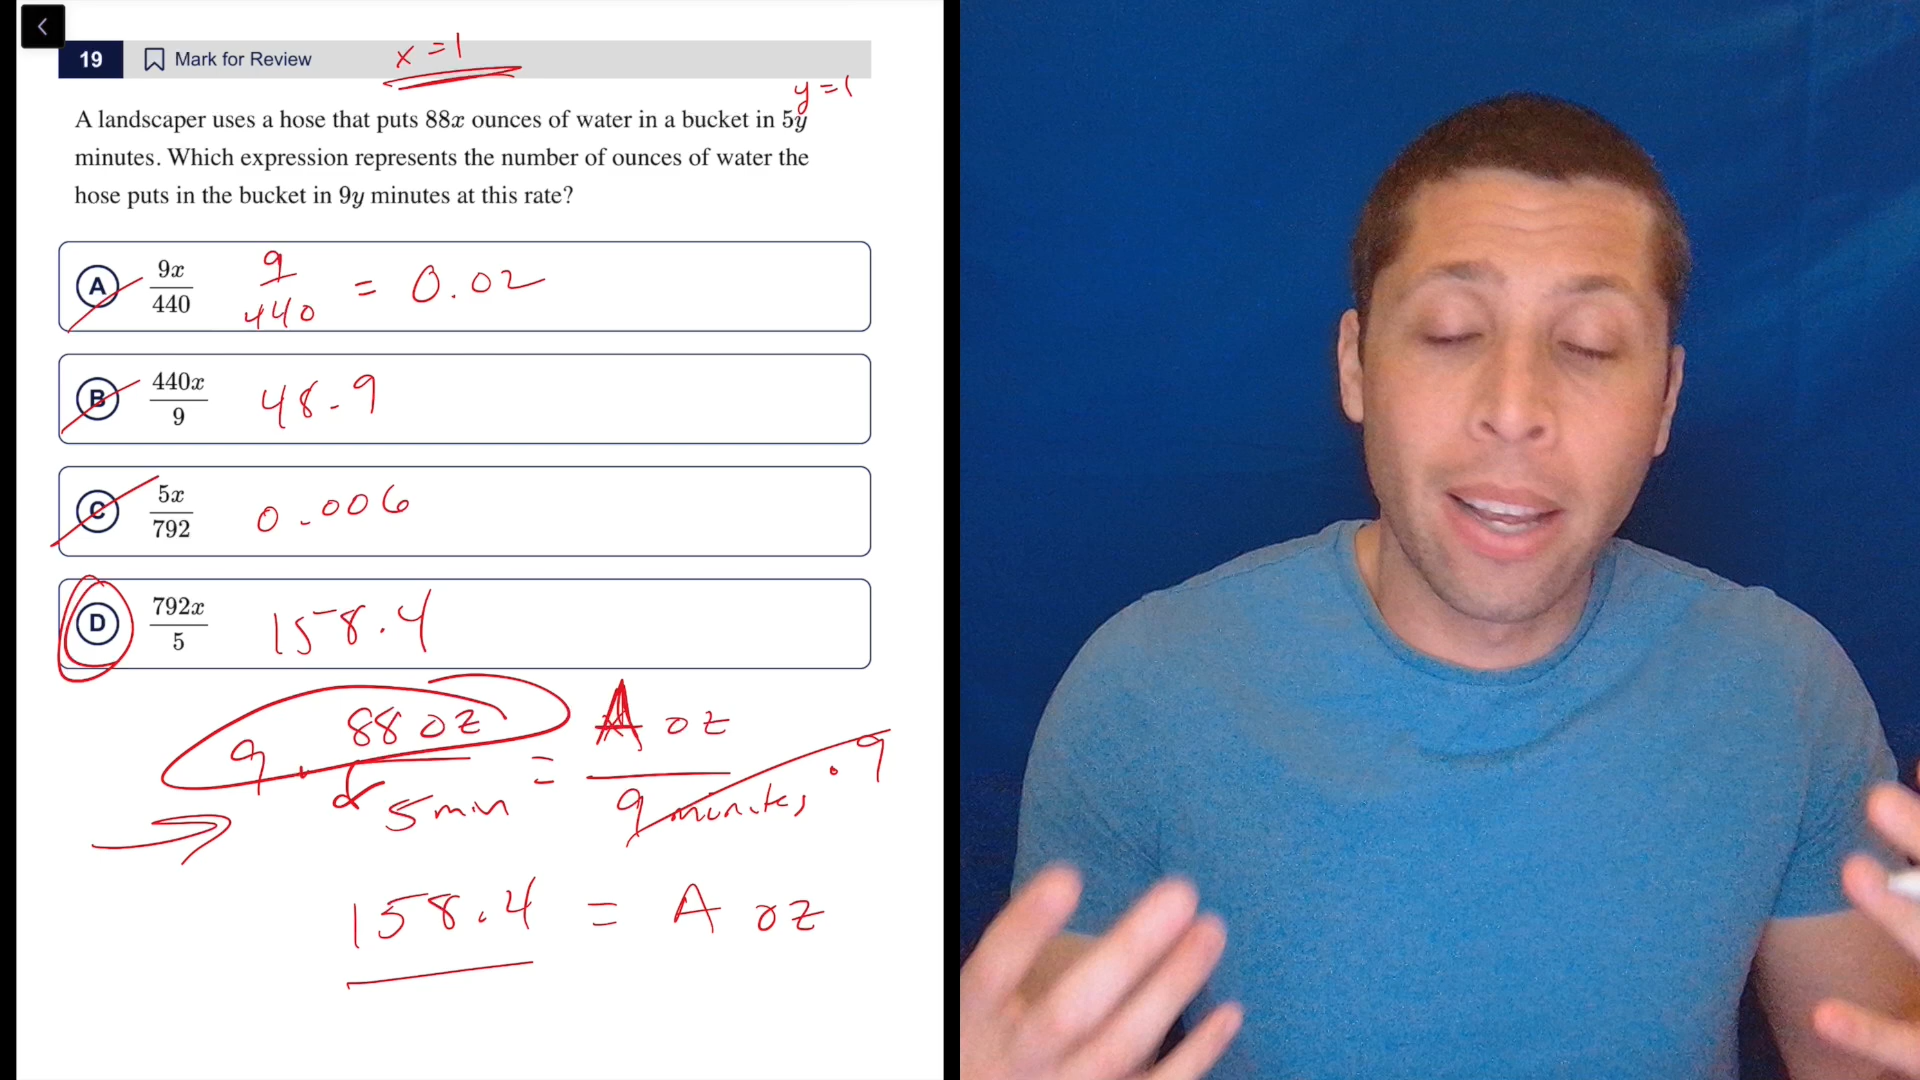 19 Mark for Review x = 1
y = 1
A landscaper uses a hose that puts 88x ounces of water in a bucket in 5y
minutes. Which expression represents the number of ounces of water the
hose puts in the bucket in 9y minutes at this rate?
A 9x/440 9/440 = 0.02
B 440x/9 48.9
C 5x/792 0.006
D 792x/5 158.4
9 · 88 oz / 5 min = A oz / 9 minutes · 9
158.4 = A oz